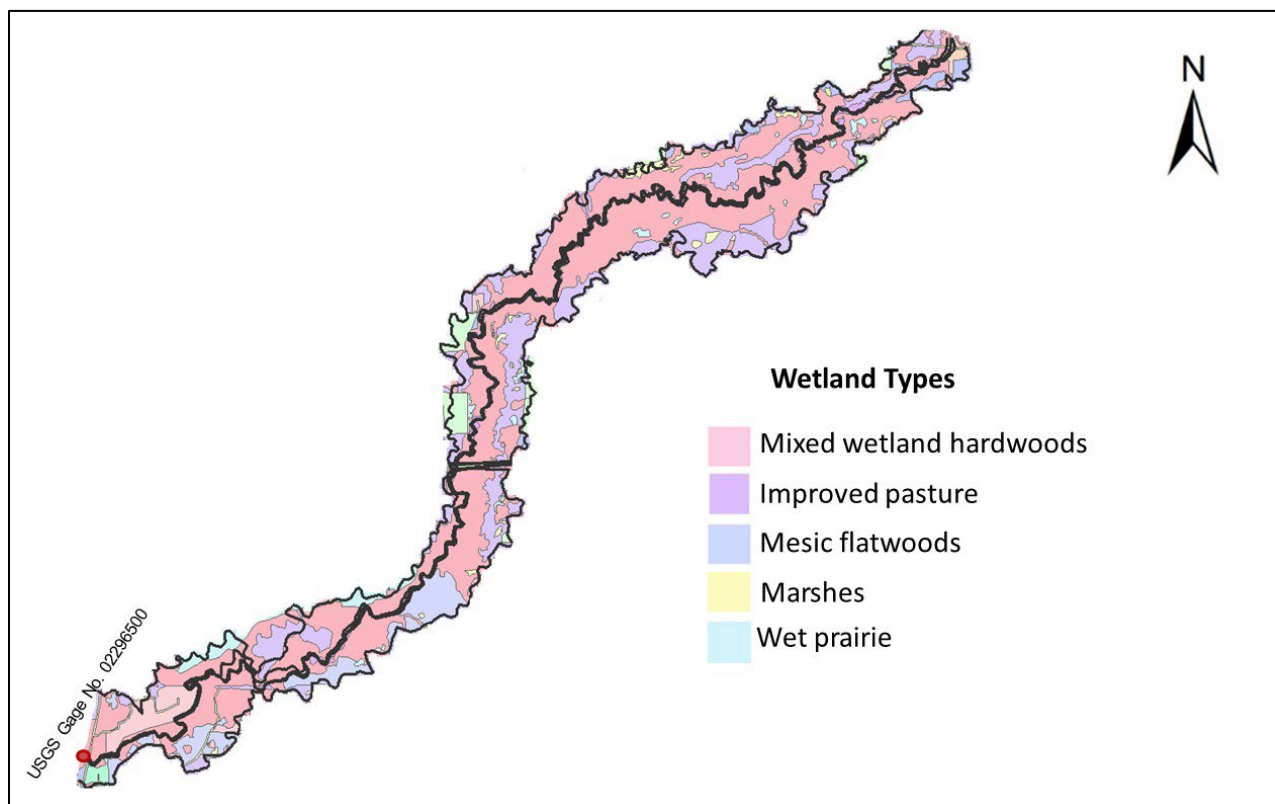 N
Wetland Types
Mixed wetland hardwoods
Improved pasture
Mesic flatwoods
Marshes
Wet prairie
USGS Gage No. 02296500